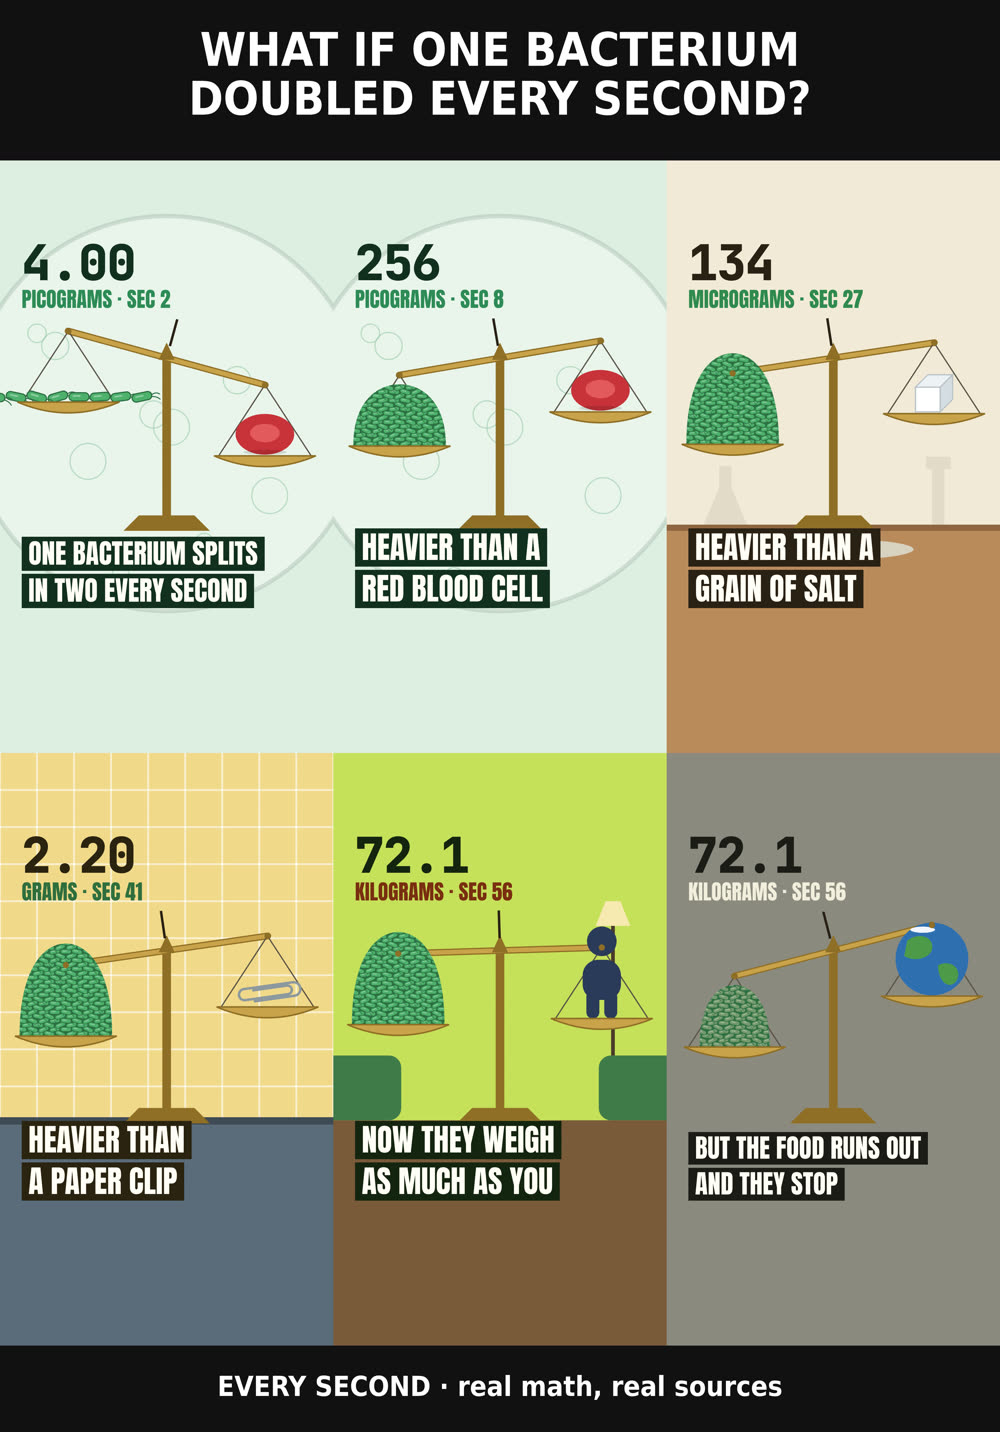 WHAT IF ONE BACTERIUM
DOUBLED EVERY SECOND?
4.00
PICOGRAMS · SEC 2
ONE BACTERIUM SPLITS
IN TWO EVERY SECOND
256
PICOGRAMS · SEC 8
HEAVIER THAN A
RED BLOOD CELL
134
MICROGRAMS · SEC 27
HEAVIER THAN A
GRAIN OF SALT
2.20
GRAMS · SEC 41
HEAVIER THAN
A PAPER CLIP
72.1
KILOGRAMS · SEC 56
NOW THEY WEIGH
AS MUCH AS YOU
72.1
KILOGRAMS · SEC 56
BUT THE FOOD RUNS OUT
AND THEY STOP
EVERY SECOND · real math, real sources